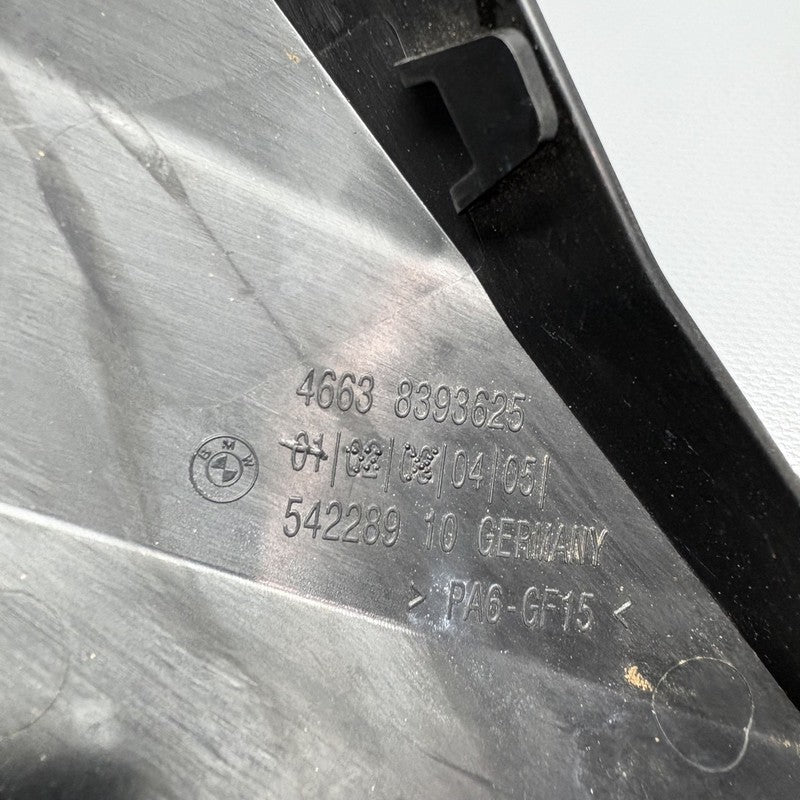 4663 8393625
BMW
01|02|03|04|05|
542289 10 GERMANY
> PA6-GF15 <